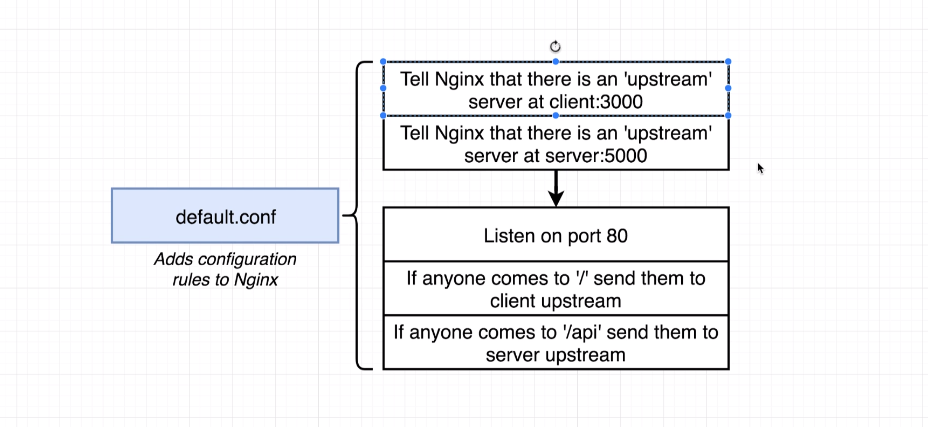 Tell Nginx that there is an 'upstream'
server at client:3000
Tell Nginx that there is an 'upstream'
server at server:5000
default.conf
Adds configuration
rules to Nginx
Listen on port 80
If anyone comes to '/' send them to
client upstream
If anyone comes to '/api' send them to
server upstream